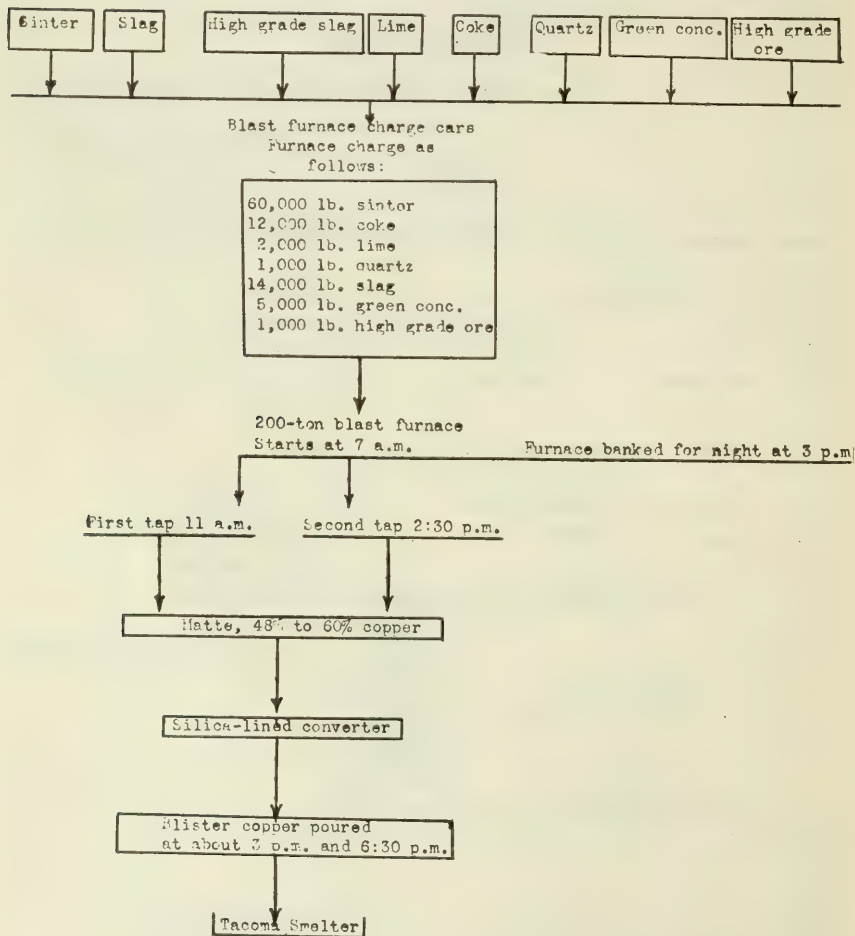 Sinter
Slag
High grade slag
Lime
Coke
Quartz
Green conc.
High grade
ore
Blast furnace charge cars
Furnace charge as
follows:
60,000 lb. sintor
12,000 lb. coke
2,000 lb. lime
1,000 lb. quartz
14,000 lb. slag
5,000 lb. green conc.
1,000 lb. high grade ore
200-ton blast furnace
Starts at 7 a.m.
Furnace banked for night at 3 p.m
First tap 11 a.m.
Second tap 2:30 p.m.
Matte, 48% to 60% copper
Silica-lined converter
Blister copper poured
at about 3 p.m. and 6:30 p.m.
Tacoma Smelter